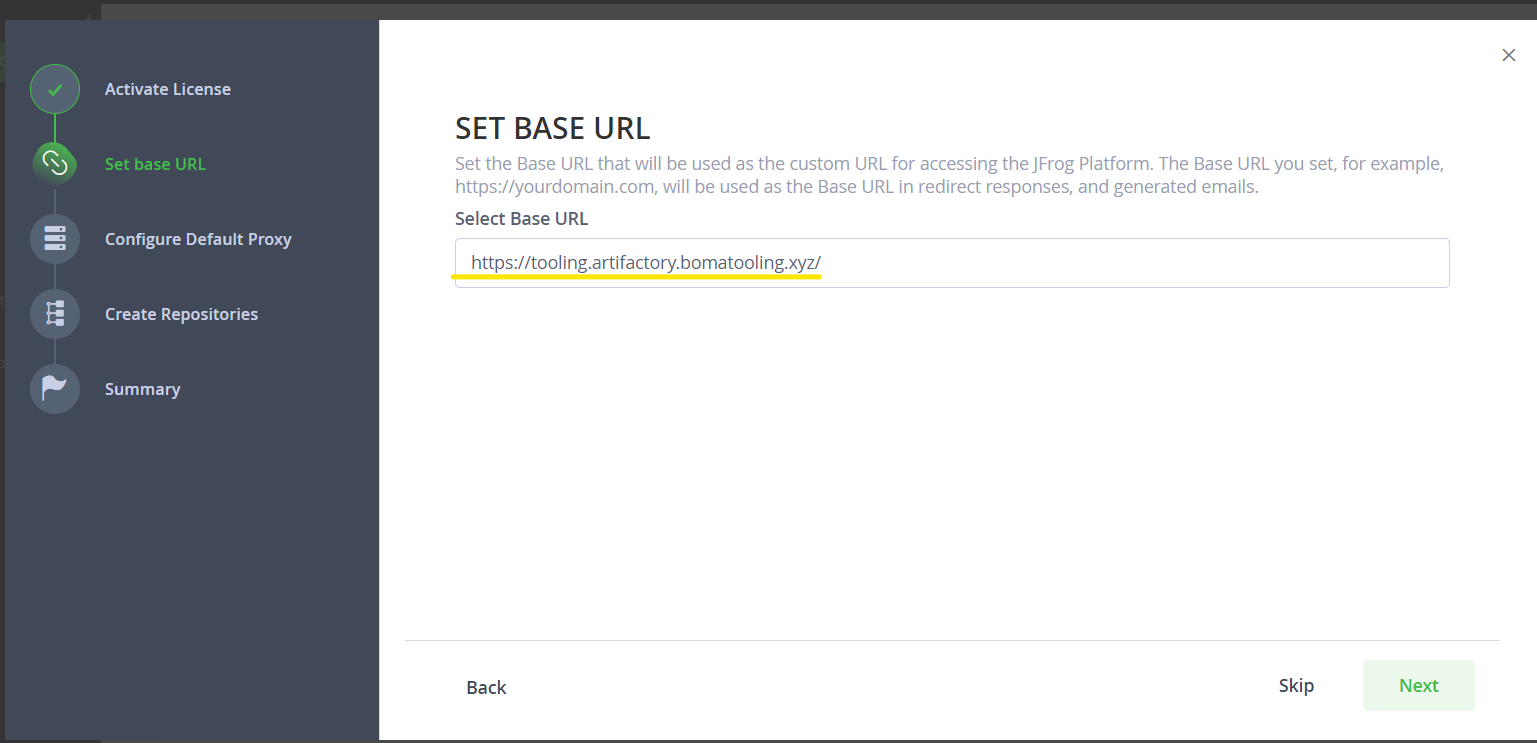 Activate License
Set base URL
Configure Default Proxy
Create Repositories
Summary
SET BASE URL
Set the Base URL that will be used as the custom URL for accessing the JFrog Platform. The Base URL you set, for example,
https://yourdomain.com, will be used as the Base URL in redirect responses, and generated emails.
Select Base URL
https://tooling.artifactory.bomatooling.xyz/
Back
Skip
Next